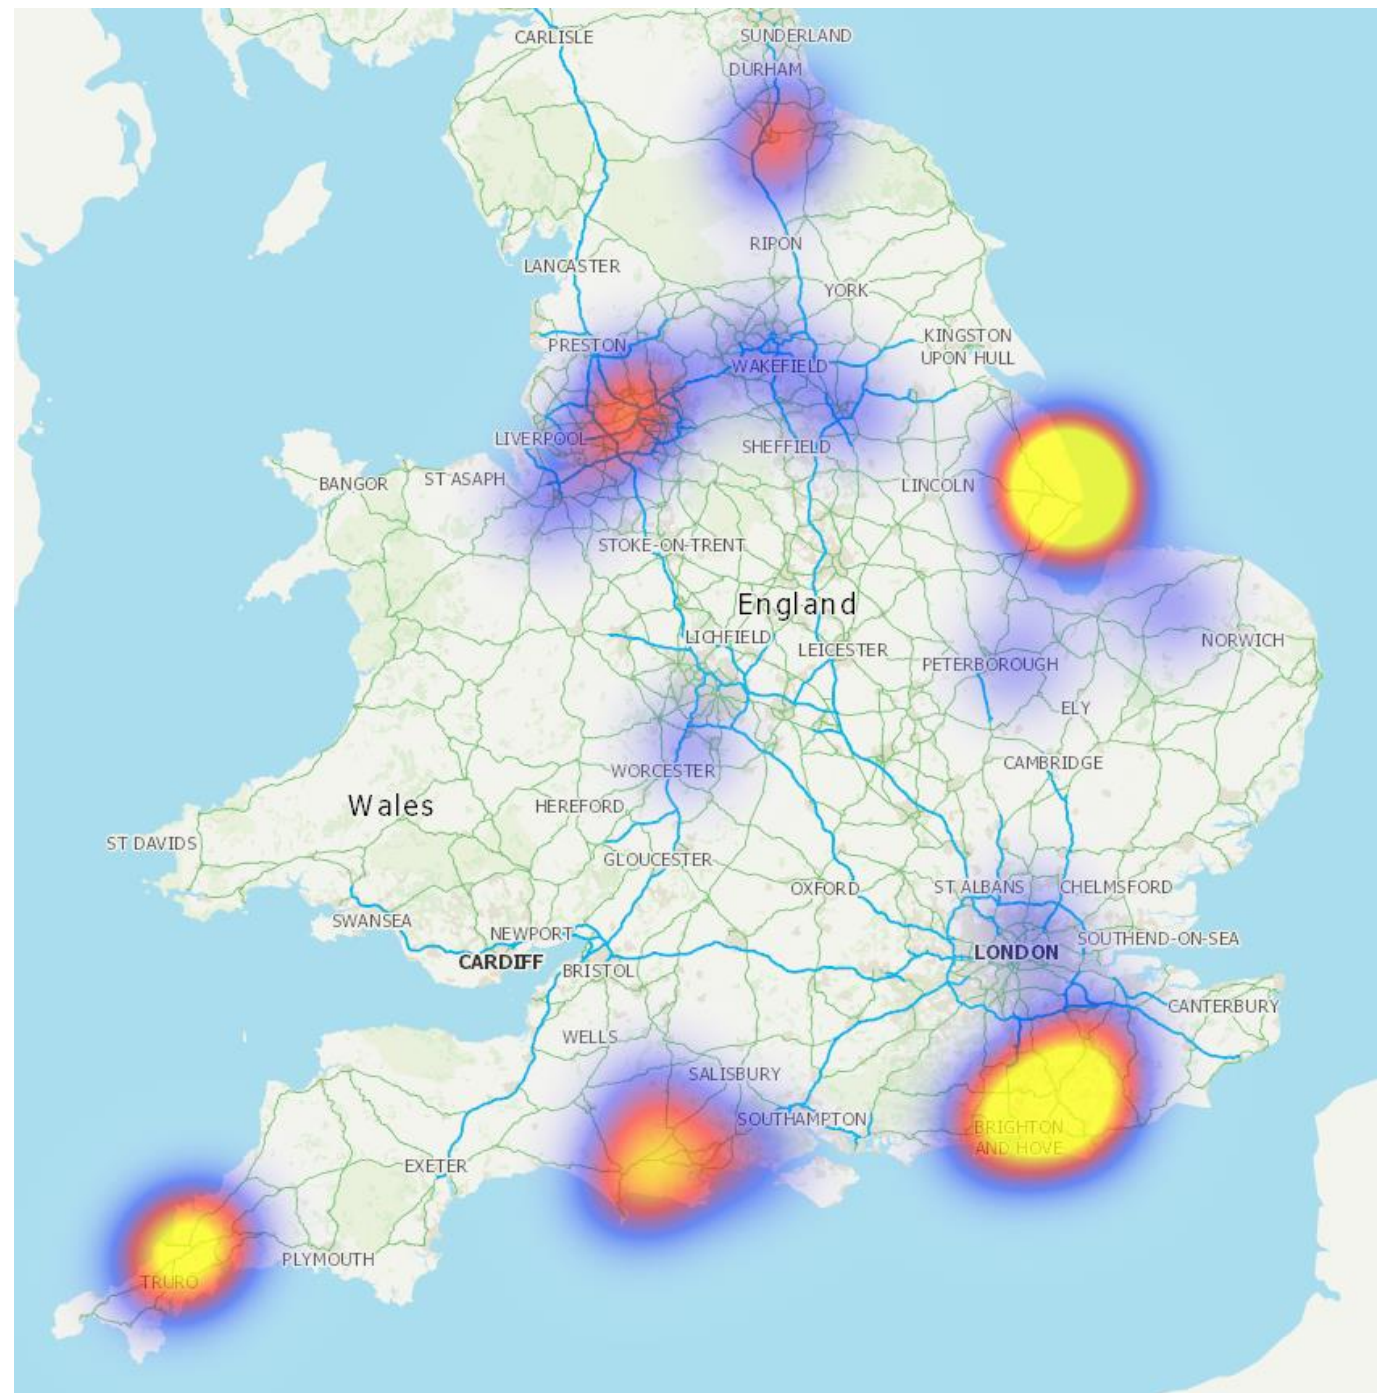 CARLISLE
SUNDERLAND
DURHAM
RIPON
LANCASTER
YORK
PRESTON
KINGSTON
UPON HULL
WAKEFIELD
LIVERPOOL
SHEFFIELD
BANGOR
ST ASAPH
LINCOLN
STOKE-ON-TRENT
England
LICHFIELD
LEICESTER
NORWICH
PETERBOROUGH
ELY
CAMBRIDGE
WORCESTER
Wales
HEREFORD
ST DAVIDS
GLOUCESTER
OXFORD
ST ALBANS
CHELMSFORD
SWANSEA
NEWPORT
SOUTHEND-ON-SEA
LONDON
CARDIFF
BRISTOL
CANTERBURY
WELLS
SALISBURY
SOUTHAMPTON
BRIGHTON
AND HOVE
EXETER
PLYMOUTH
TRURO